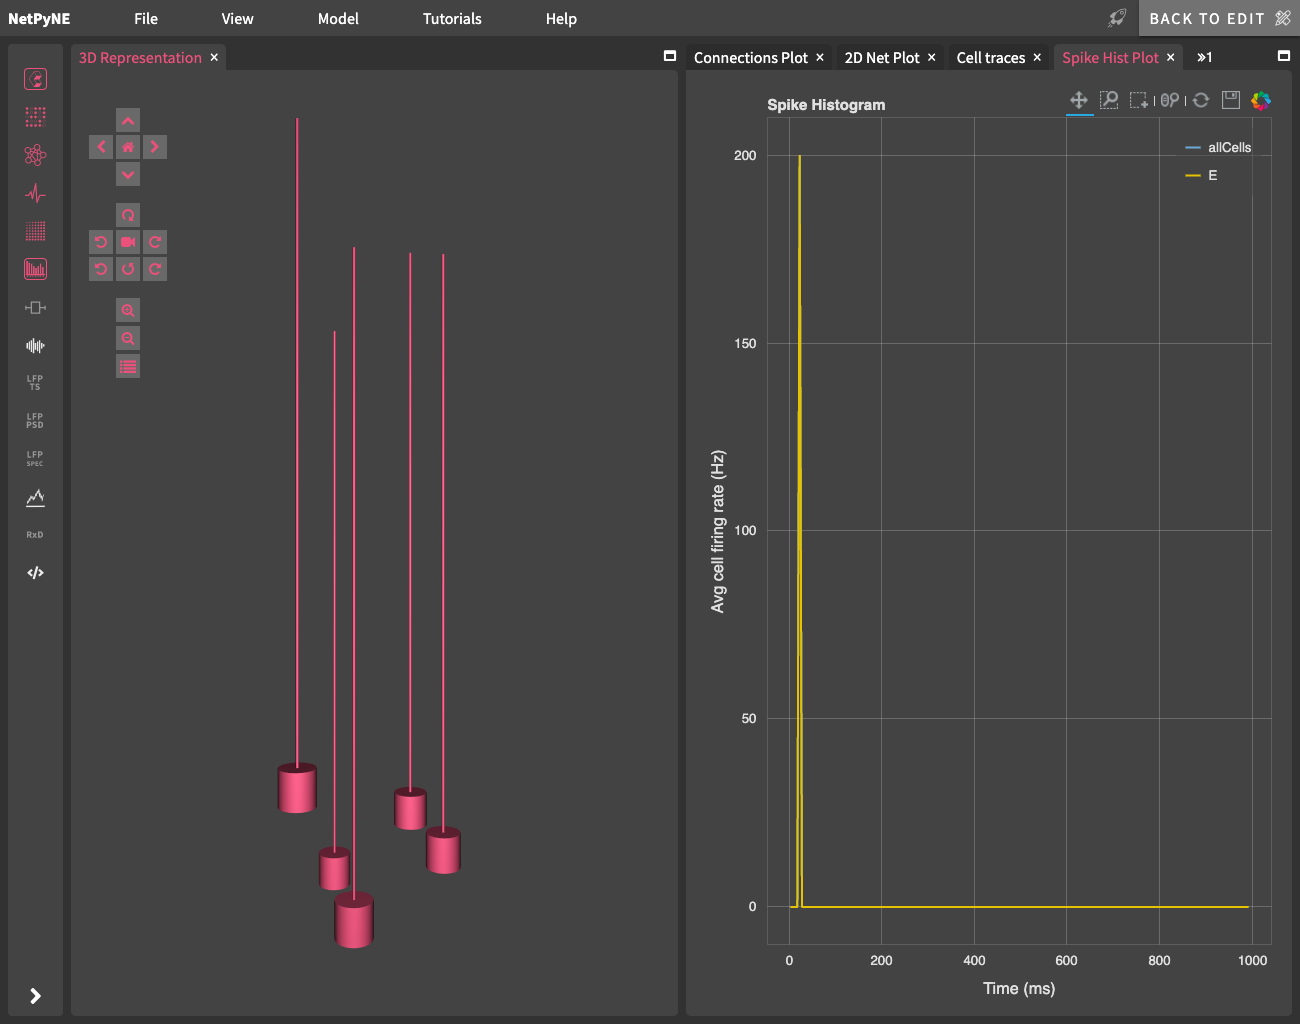 NetPyNE File View Model Tutorials Help BACK TO EDIT
3D Representation × Connections Plot × 2D Net Plot × Cell traces × Spike Hist Plot × »1
LFP
TS
LFP
PSD
LFP
SPEC
RxD
</>
Spike Histogram
allCells
E
200
150
100
50
0
Avg cell firing rate (Hz)
0 200 400 600 800 1000
Time (ms)